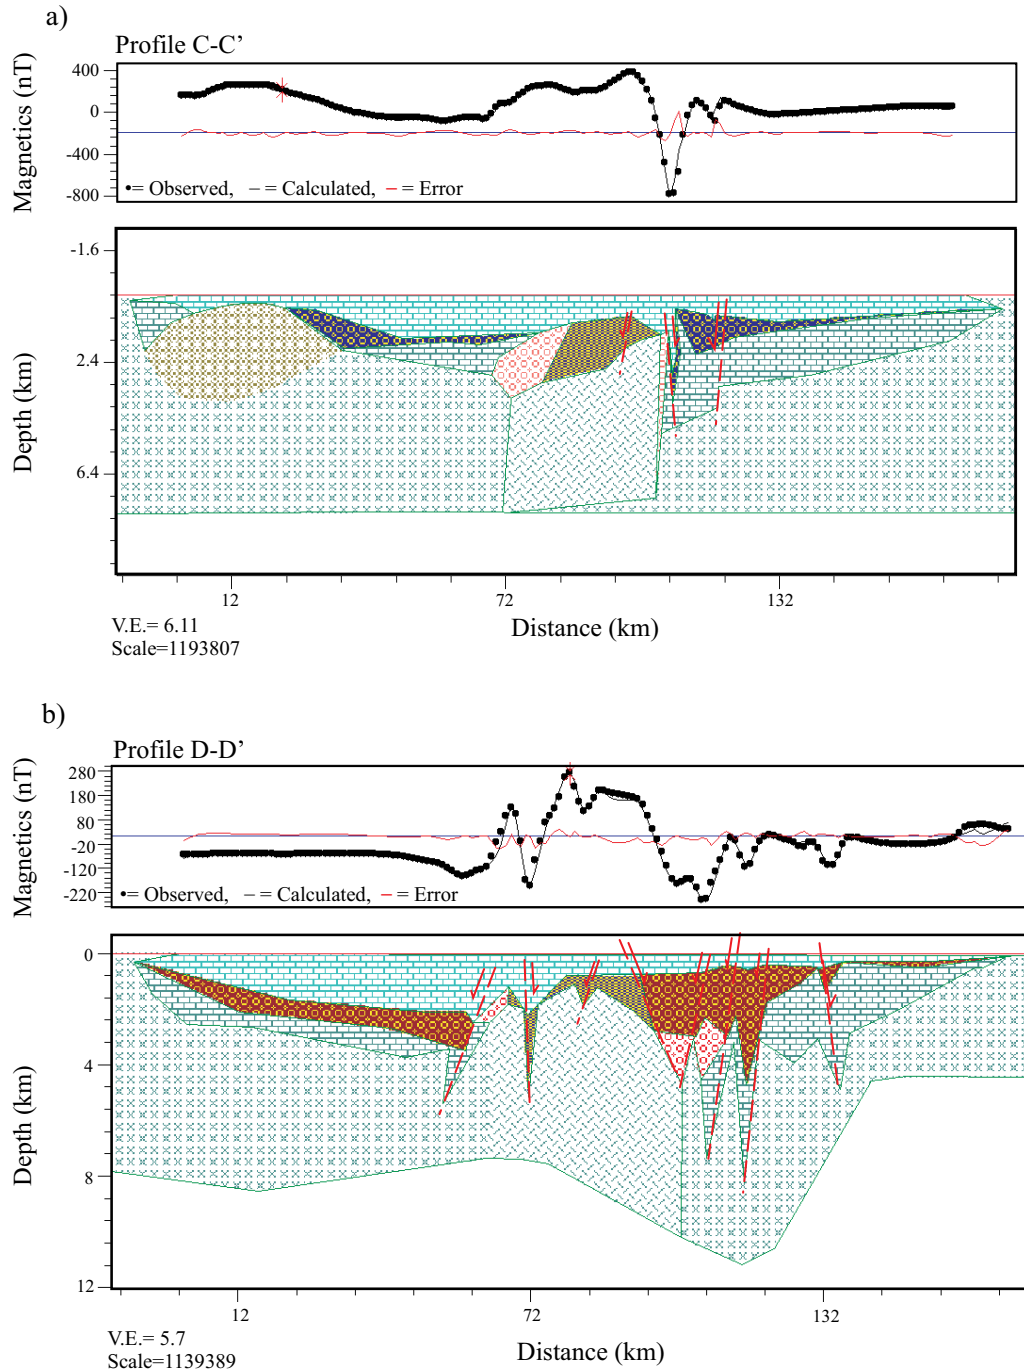 a)
Profile C-C’
Magnetics (nT)
400
0
-400
-800
= Observed, – = Calculated, – = Error
Depth (km)
-1.6
2.4
6.4
12
72
132
V.E.= 6.11
Scale=1193807
Distance (km)
b)
Profile D-D’
Magnetics (nT)
280
180
80
-20
-120
-220
•= Observed, – = Calculated, – = Error
Depth (km)
0
4
8
12
12
72
132
V.E.= 5.7
Scale=1139389
Distance (km)